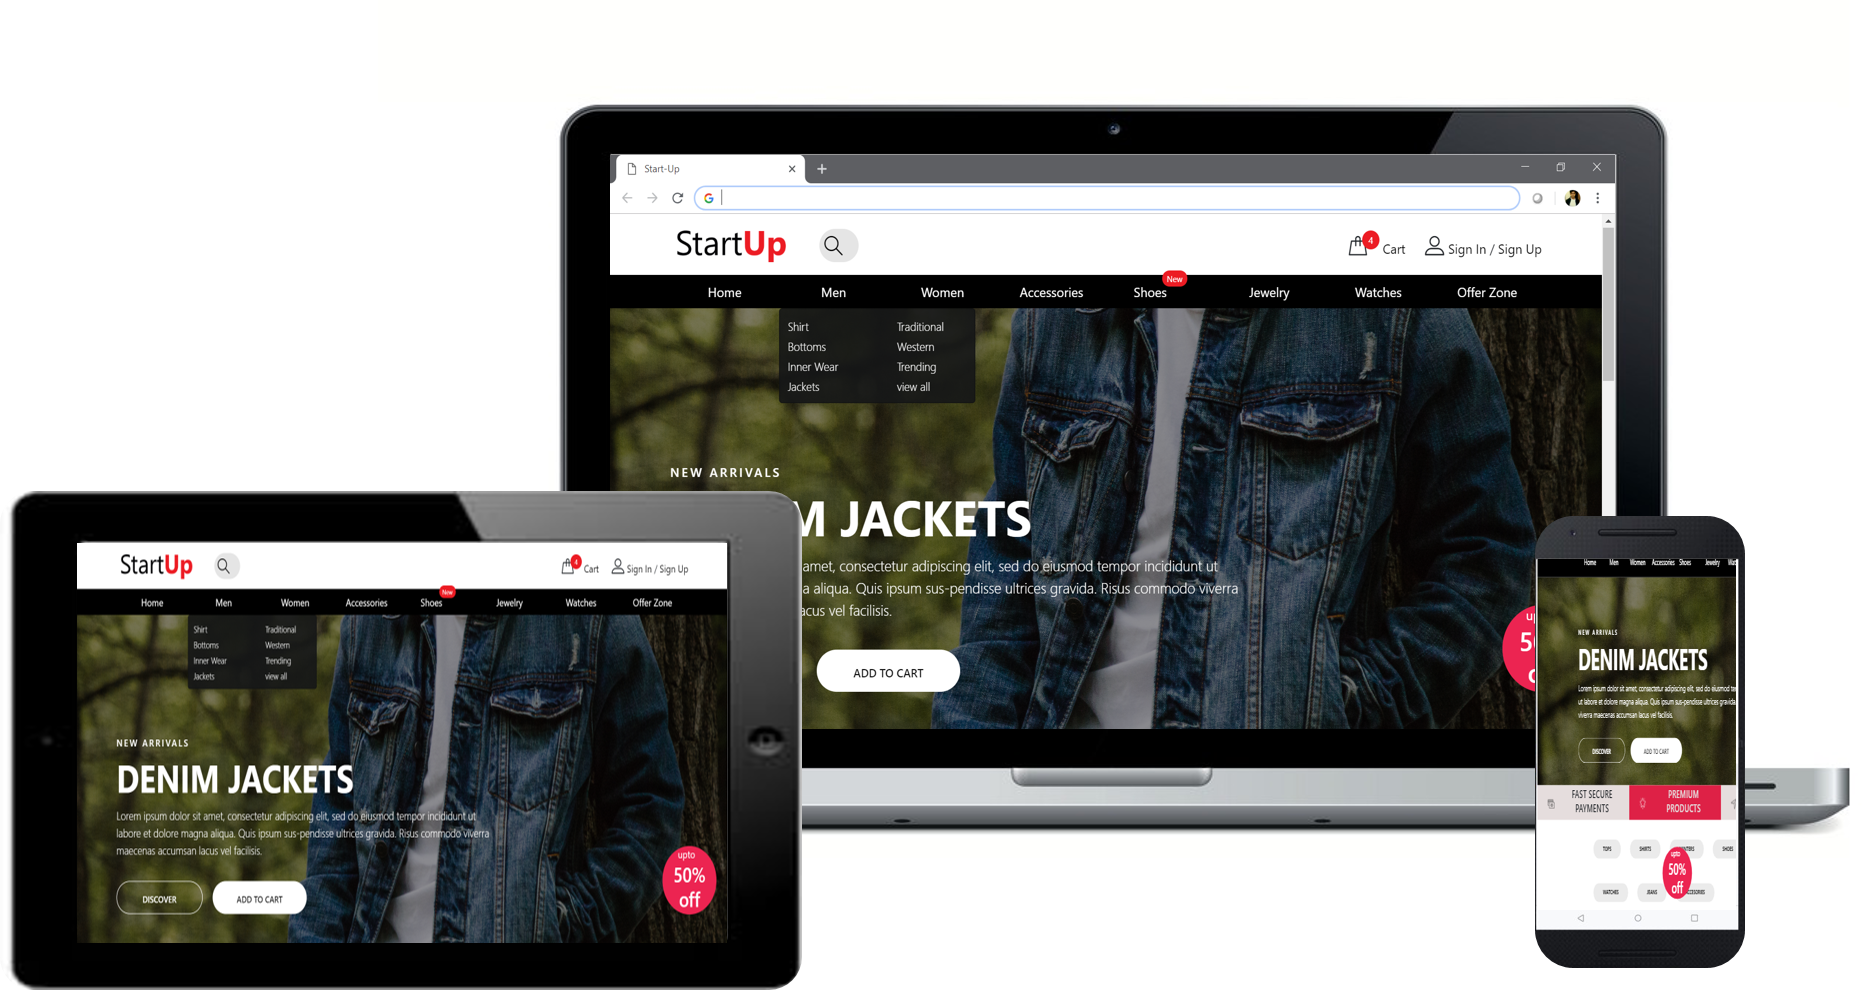 Start-Up
StartUp
4
Cart
Sign In / Sign Up
New
Home Men Women Accessories Shoes Jewelry Watches Offer Zone
Shirt Traditional
Bottoms Western
Inner Wear Trending
Jackets view all
NEW ARRIVALS
M JACKETS
amet, consectetur adipiscing elit, sed do eiusmod tempor incididunt ut
a aliqua. Quis ipsum sus-pendisse ultrices gravida. Risus commodo viverra
acus vel facilisis.
ADD TO CART
up
50
o
StartUp
4
Cart
Sign In / Sign Up
New
Home Men Women Accessories Shoes Jewelry Watches Offer Zone
Shirt Traditional
Bottoms Western
Inner Wear Trending
Jackets view all
NEW ARRIVALS
DENIM JACKETS
Lorem ipsum dolor sit amet, consectetur adipiscing elit, sed do eiusmod tempor incididunt ut
labore et dolore magna aliqua. Quis ipsum sus-pendisse ultrices gravida. Risus commodo viverra
maecenas accumsan lacus vel facilisis.
DISCOVER
ADD TO CART
upto
50%
off
Home Men Women Accessories Shoes Jewelry Wat
NEW ARRIVALS
DENIM JACKETS
Lorem ipsum dolor sit amet, consectetur adipiscing elit, sed do eiusmod te
ut labore et dolore magna aliqua. Quis ipsum sus-pendisse ultrices gravida
viverra maecenas accumsan lacus vel facilisis.
DISCOVER
ADD TO CART
FAST SECURE
PAYMENTS
PREMIUM
PRODUCTS
TOPS SHIRTS SHOES
upto
50%
off
WATCHES JEANS